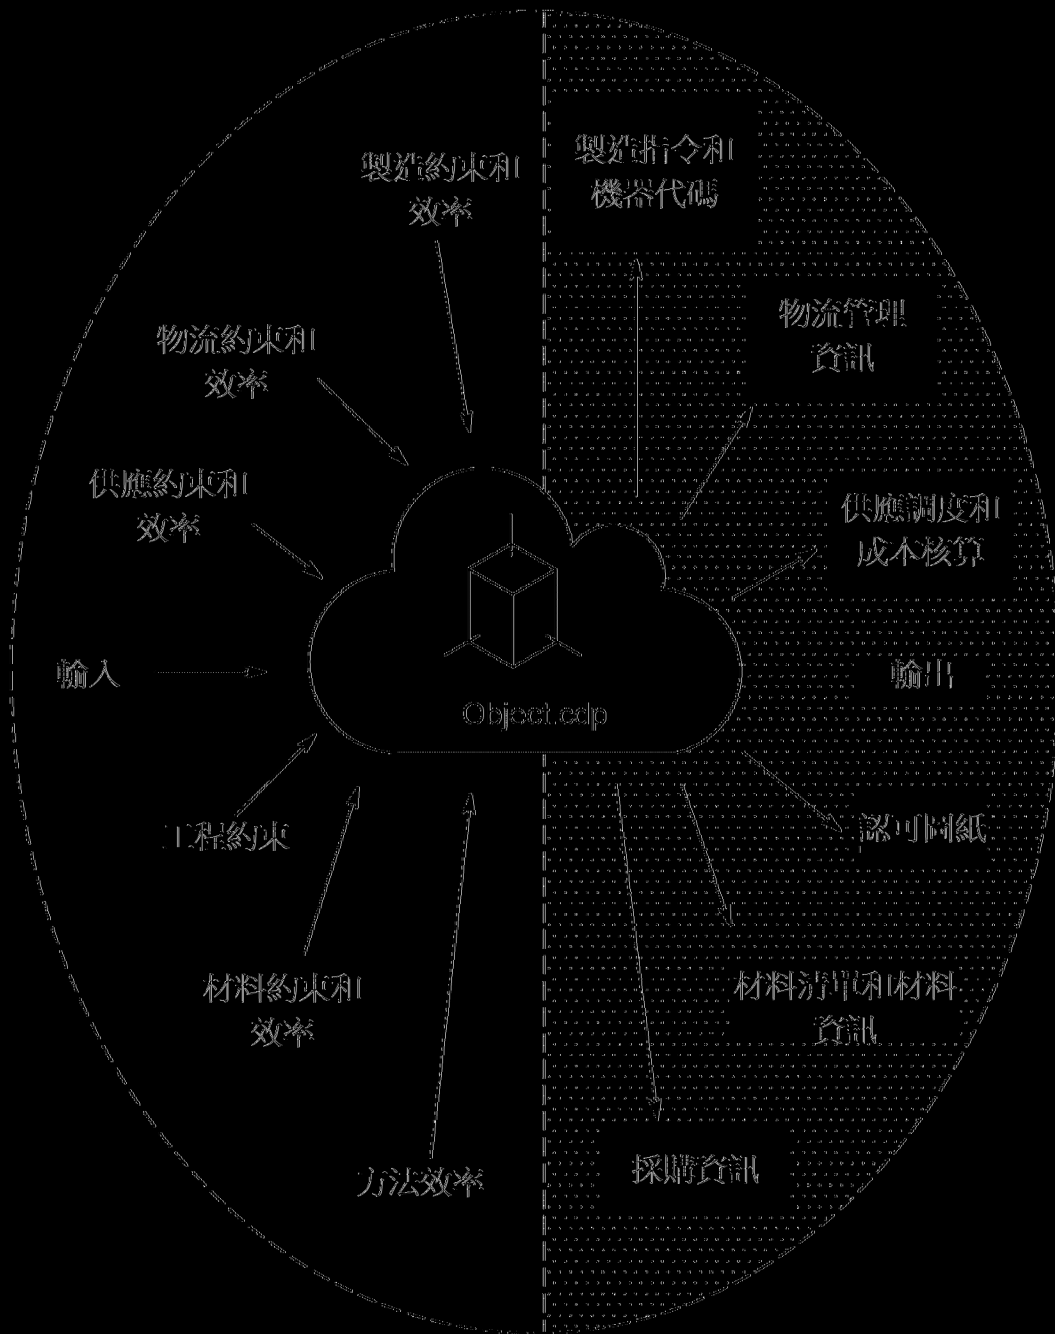 製造約束和
效率
製造指令和
機器代碼
物流約束和
效率
物流管理
資訊
供應約束和
效率
供應調度和
成本核算
輸入
Object.cdp
輸出
工程約束
認可圖紙
材料約束和
效率
材料清單和材料
資訊
方法效率
採購資訊